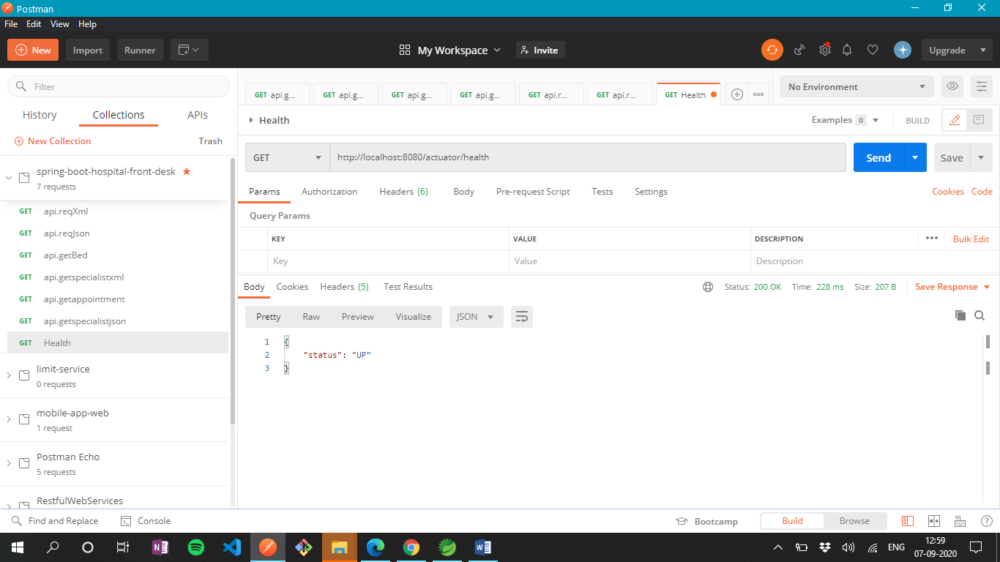 Postman
File Edit View Help
New Import Runner My Workspace Invite Upgrade
Filter
History Collections APIs
New Collection Trash
spring-boot-hospital-front-desk
7 requests
GET api.reqXml
GET api.reqJson
GET api.getBed
GET api.getspecialistxml
GET api.getappointment
GET api.getspecialistjson
GET Health
limit-service
0 requests
mobile-app-web
1 request
Postman Echo
5 requests
RestfulWebServices
GET api.g... GET api.g... GET api.g... GET api.g... GET api.r... GET api.r... GET Health No Environment
Health Examples 0 BUILD
GET http://localhost:8080/actuator/health Send Save
Params Authorization Headers (6) Body Pre-request Script Tests Settings Cookies Code
Query Params
KEY VALUE DESCRIPTION Bulk Edit
Key Value Description
Body Cookies Headers (5) Test Results Status: 200 OK Time: 228 ms Size: 207 B Save Response
Pretty Raw Preview Visualize JSON
1 {
2 "status": "UP"
3 }
Find and Replace Console Bootcamp Build Browse
ENG 12:59
07-09-2020